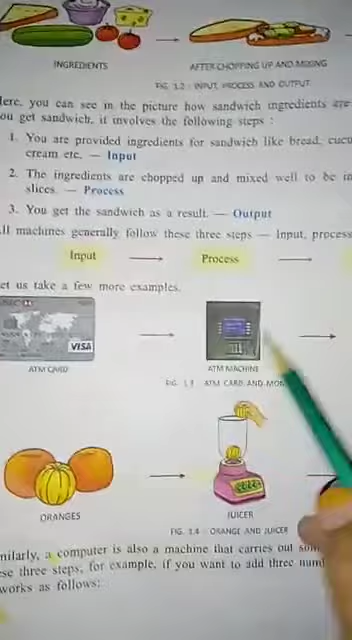 INGREDIENTS
AFTER CHOPPING UP AND MIXING
FIG. 1.2 : INPUT, PROCESS AND OUTPUT
Here, you can see in the picture how sandwich ingredients are
you get sandwich, it involves the following steps :
1. You are provided ingredients for sandwich like bread,
cream etc. — Input
2. The ingredients are chopped up and mixed well to be in
slices. — Process
3. You get the sandwich as a result. — Output
All machines generally follow these three steps — Input, process
Input
Process
Let us take a few more examples.
VISA
ATM CARD
ATM MACHINE
FIG. 1.3 : ATM CARD AND
ORANGES
JUICER
FIG. 1.4 : ORANGE AND JUICER
a computer is also a machine that carries out
these three steps, for example, if you want to add three
works as follows: